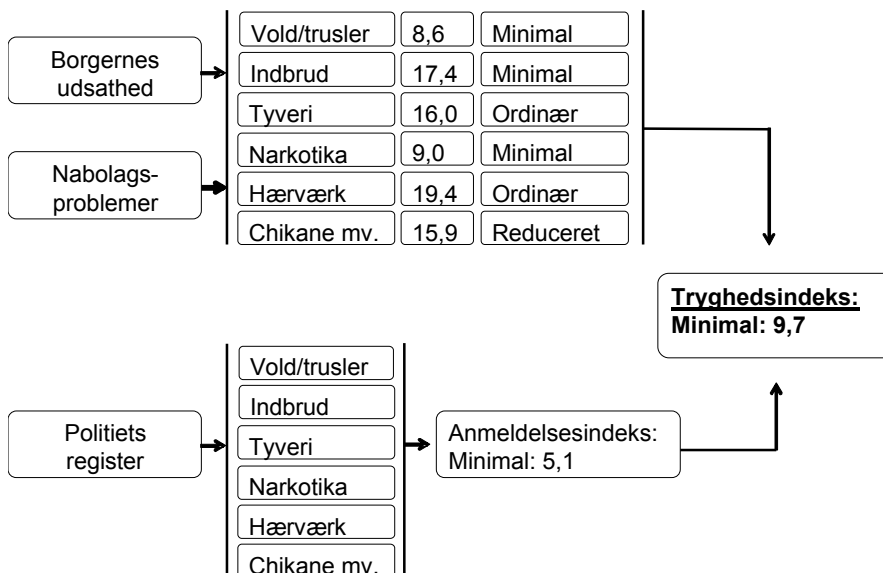 Borgernes
udsathed
Nabolags-
problemer
Vold/trusler 8,6 Minimal
Indbrud 17,4 Minimal
Tyveri 16,0 Ordinær
Narkotika 9,0 Minimal
Hærværk 19,4 Ordinær
Chikane mv. 15,9 Reduceret
Tryghedsindeks:
Minimal: 9,7
Politiets
register
Vold/trusler
Indbrud
Tyveri
Narkotika
Hærværk
Chikane mv.
Anmeldelsesindeks:
Minimal: 5,1